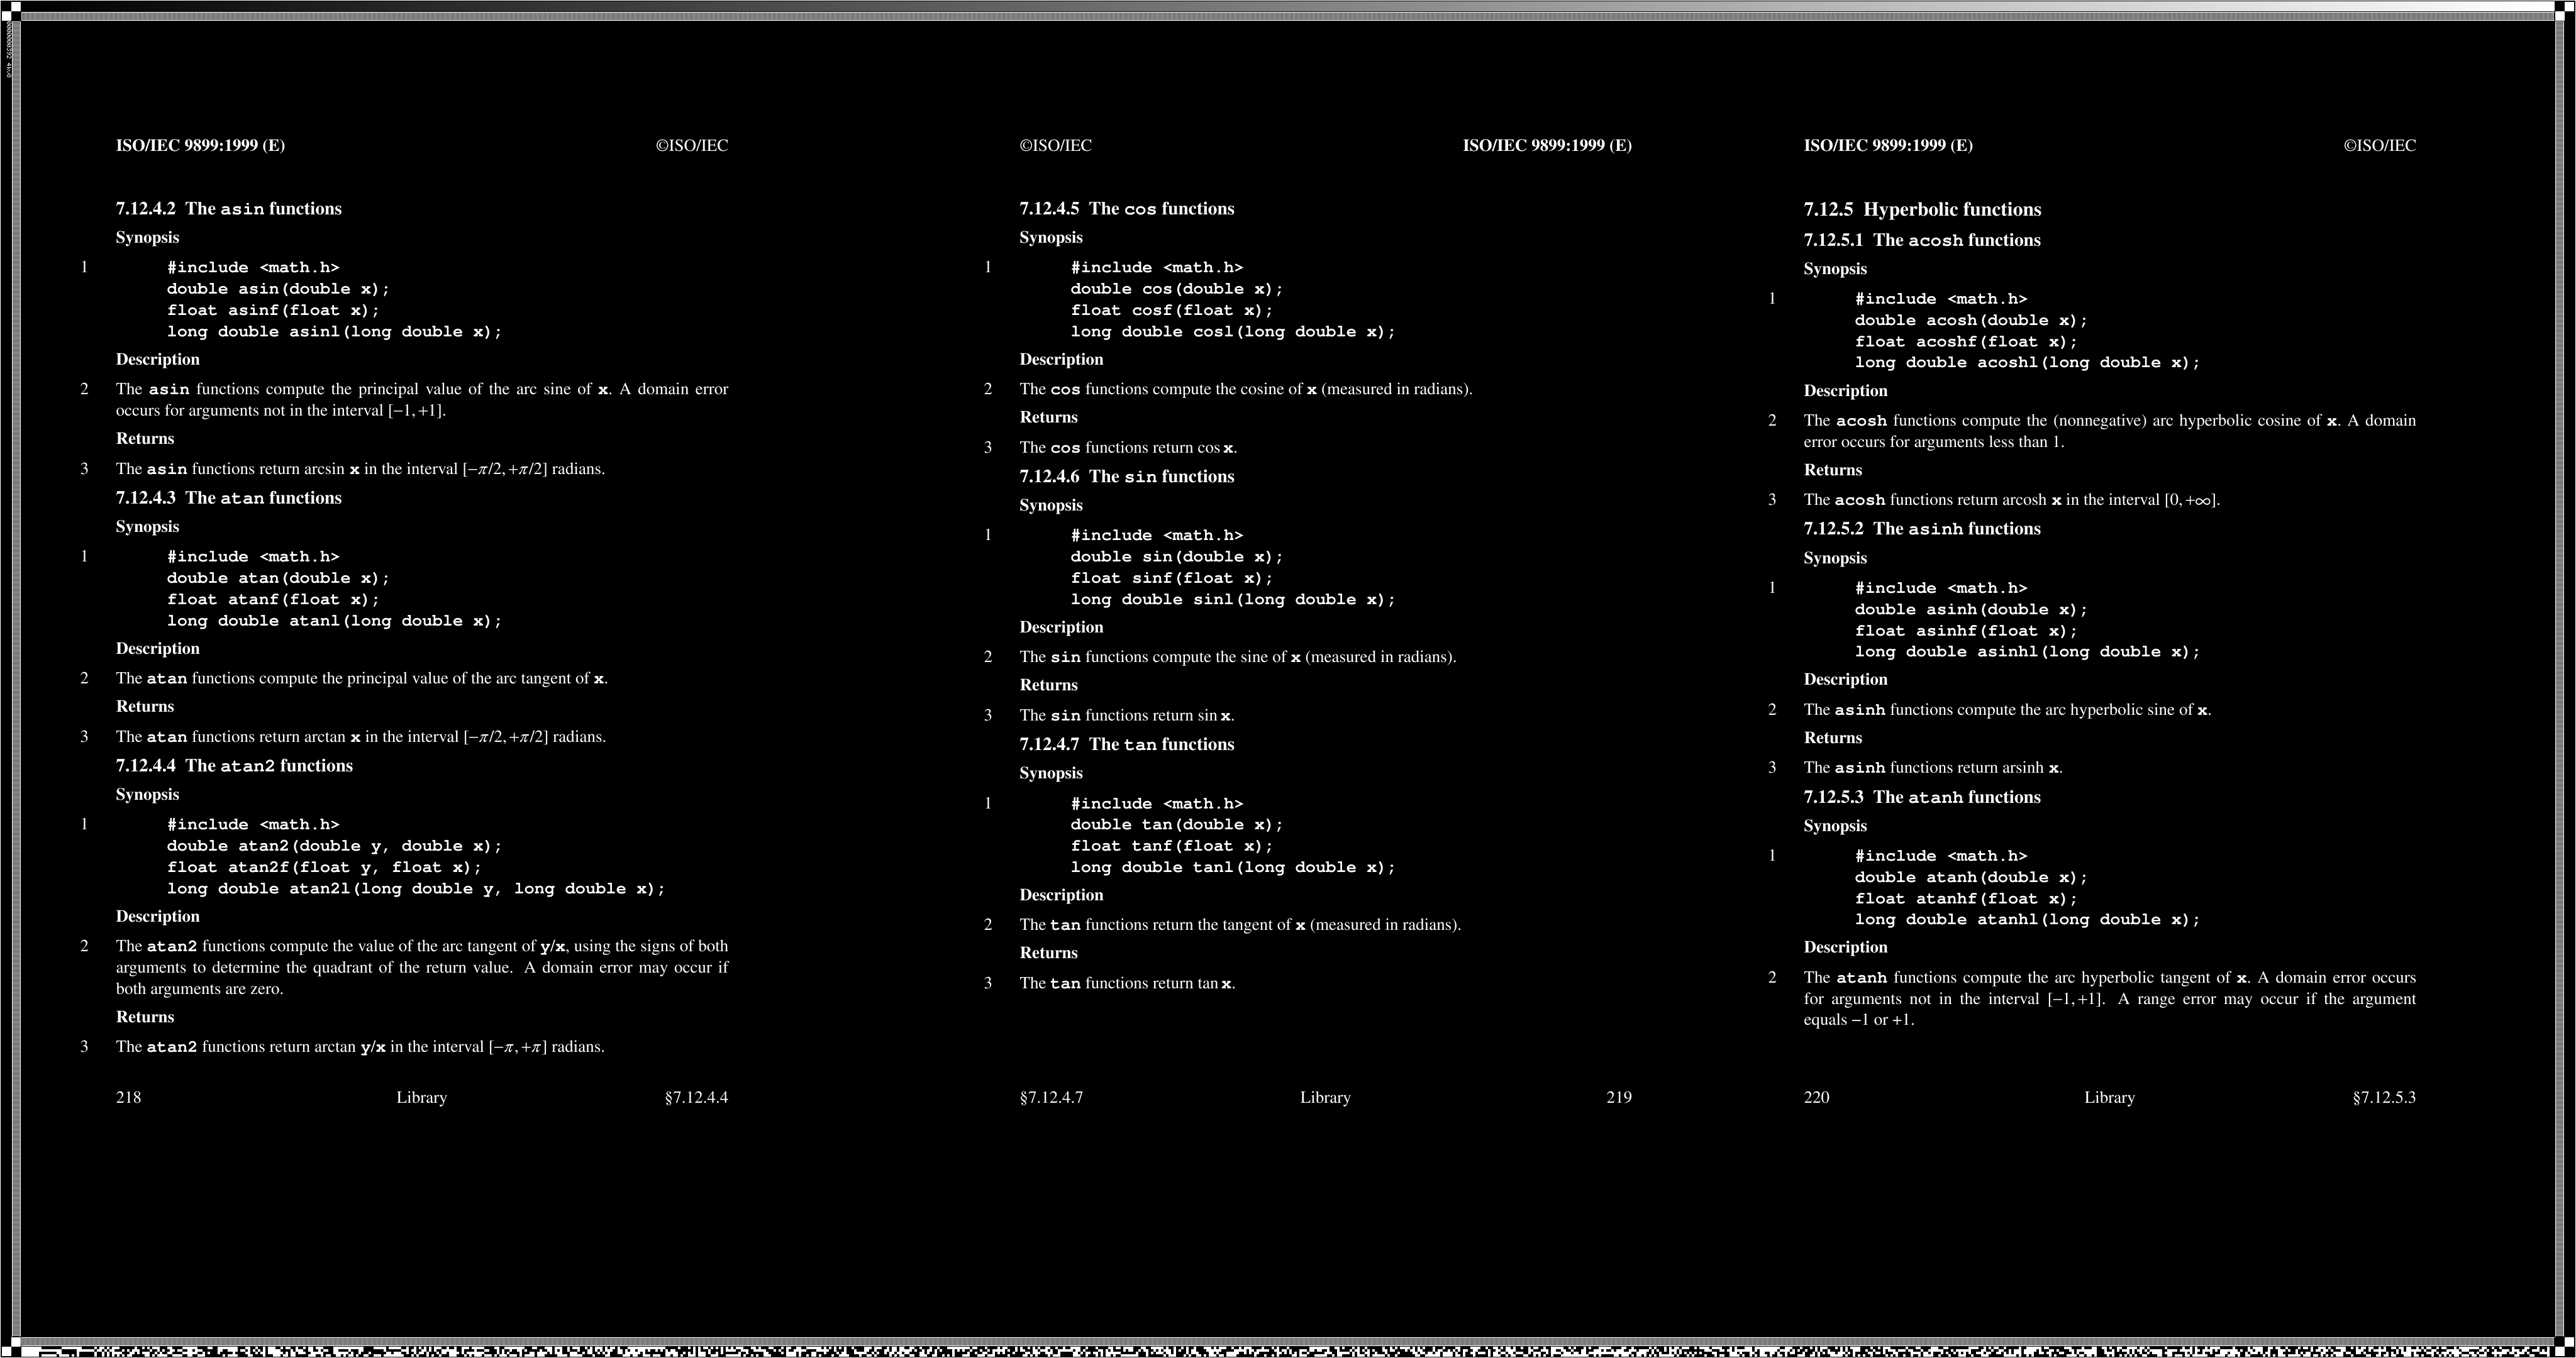 ISO/IEC 9899:1999 (E) ©ISO/IEC
7.12.4.2 The asin functions
Synopsis
1 #include <math.h>
double asin(double x);
float asinf(float x);
long double asinl(long double x);
Description
2 The asin functions compute the principal value of the arc sine of x. A domain error
occurs for arguments not in the interval [−1, +1].
Returns
3 The asin functions return arcsin x in the interval [−π/2, +π/2] radians.
7.12.4.3 The atan functions
Synopsis
1 #include <math.h>
double atan(double x);
float atanf(float x);
long double atanl(long double x);
Description
2 The atan functions compute the principal value of the arc tangent of x.
Returns
3 The atan functions return arctan x in the interval [−π/2, +π/2] radians.
7.12.4.4 The atan2 functions
Synopsis
1 #include <math.h>
double atan2(double y, double x);
float atan2f(float y, float x);
long double atan2l(long double y, long double x);
Description
2 The atan2 functions compute the value of the arc tangent of y/x, using the signs of both
arguments to determine the quadrant of the return value. A domain error may occur if
both arguments are zero.
Returns
3 The atan2 functions return arctan y/x in the interval [−π, +π] radians.
218 Library §7.12.4.4
©ISO/IEC ISO/IEC 9899:1999 (E)
7.12.4.5 The cos functions
Synopsis
1 #include <math.h>
double cos(double x);
float cosf(float x);
long double cosl(long double x);
Description
2 The cos functions compute the cosine of x (measured in radians).
Returns
3 The cos functions return cos x.
7.12.4.6 The sin functions
Synopsis
1 #include <math.h>
double sin(double x);
float sinf(float x);
long double sinl(long double x);
Description
2 The sin functions compute the sine of x (measured in radians).
Returns
3 The sin functions return sin x.
7.12.4.7 The tan functions
Synopsis
1 #include <math.h>
double tan(double x);
float tanf(float x);
long double tanl(long double x);
Description
2 The tan functions return the tangent of x (measured in radians).
Returns
3 The tan functions return tan x.
§7.12.4.7 Library 219
ISO/IEC 9899:1999 (E) ©ISO/IEC
7.12.5 Hyperbolic functions
7.12.5.1 The acosh functions
Synopsis
1 #include <math.h>
double acosh(double x);
float acoshf(float x);
long double acoshl(long double x);
Description
2 The acosh functions compute the (nonnegative) arc hyperbolic cosine of x. A domain
error occurs for arguments less than 1.
Returns
3 The acosh functions return arcosh x in the interval [0, +∞].
7.12.5.2 The asinh functions
Synopsis
1 #include <math.h>
double asinh(double x);
float asinhf(float x);
long double asinhl(long double x);
Description
2 The asinh functions compute the arc hyperbolic sine of x.
Returns
3 The asinh functions return arsinh x.
7.12.5.3 The atanh functions
Synopsis
1 #include <math.h>
double atanh(double x);
float atanhf(float x);
long double atanhl(long double x);
Description
2 The atanh functions compute the arc hyperbolic tangent of x. A domain error occurs
for arguments not in the interval [−1, +1]. A range error may occur if the argument
equals −1 or +1.
220 Library §7.12.5.3